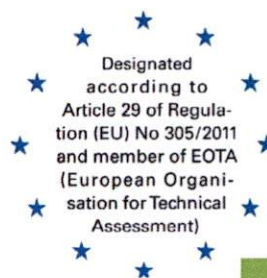 Designated
according to
Article 29 of Regula-
tion (EU) No 305/2011
and member of EOTA
(European Organi-
sation for Technical
Assessment)